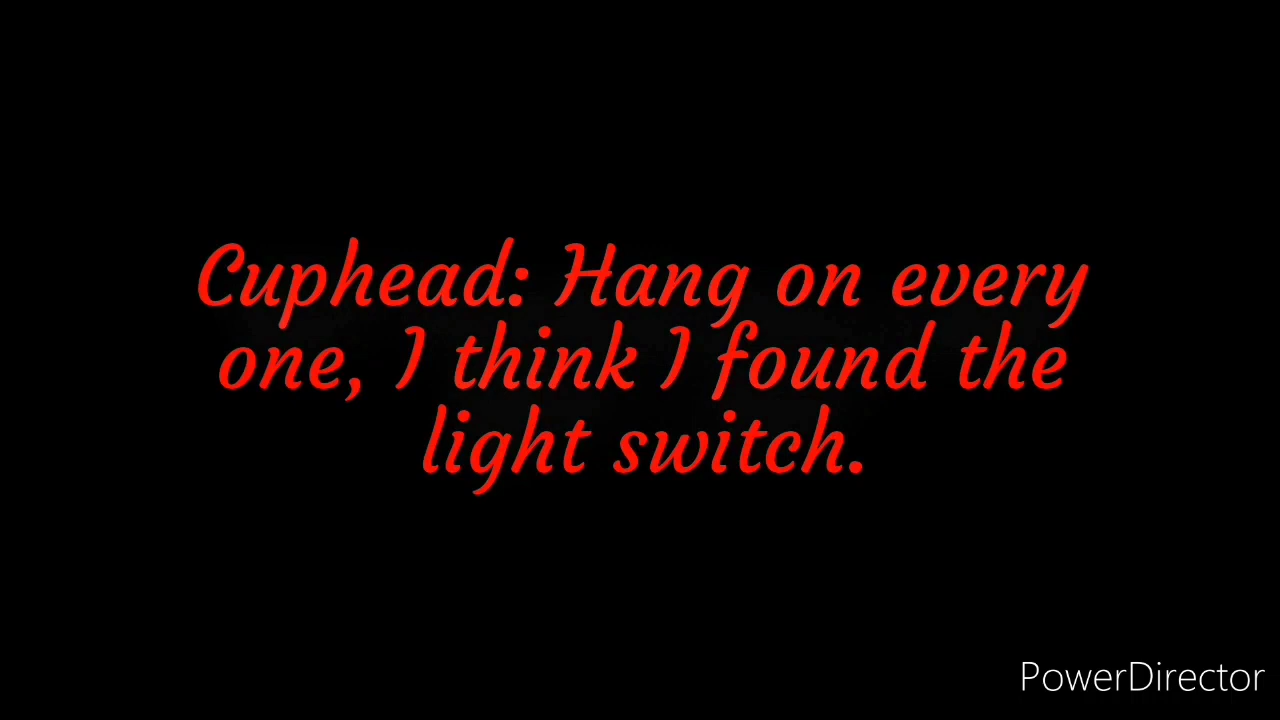 Cuphead: Hang on every
one, I think I found the
light switch.
PowerDirector